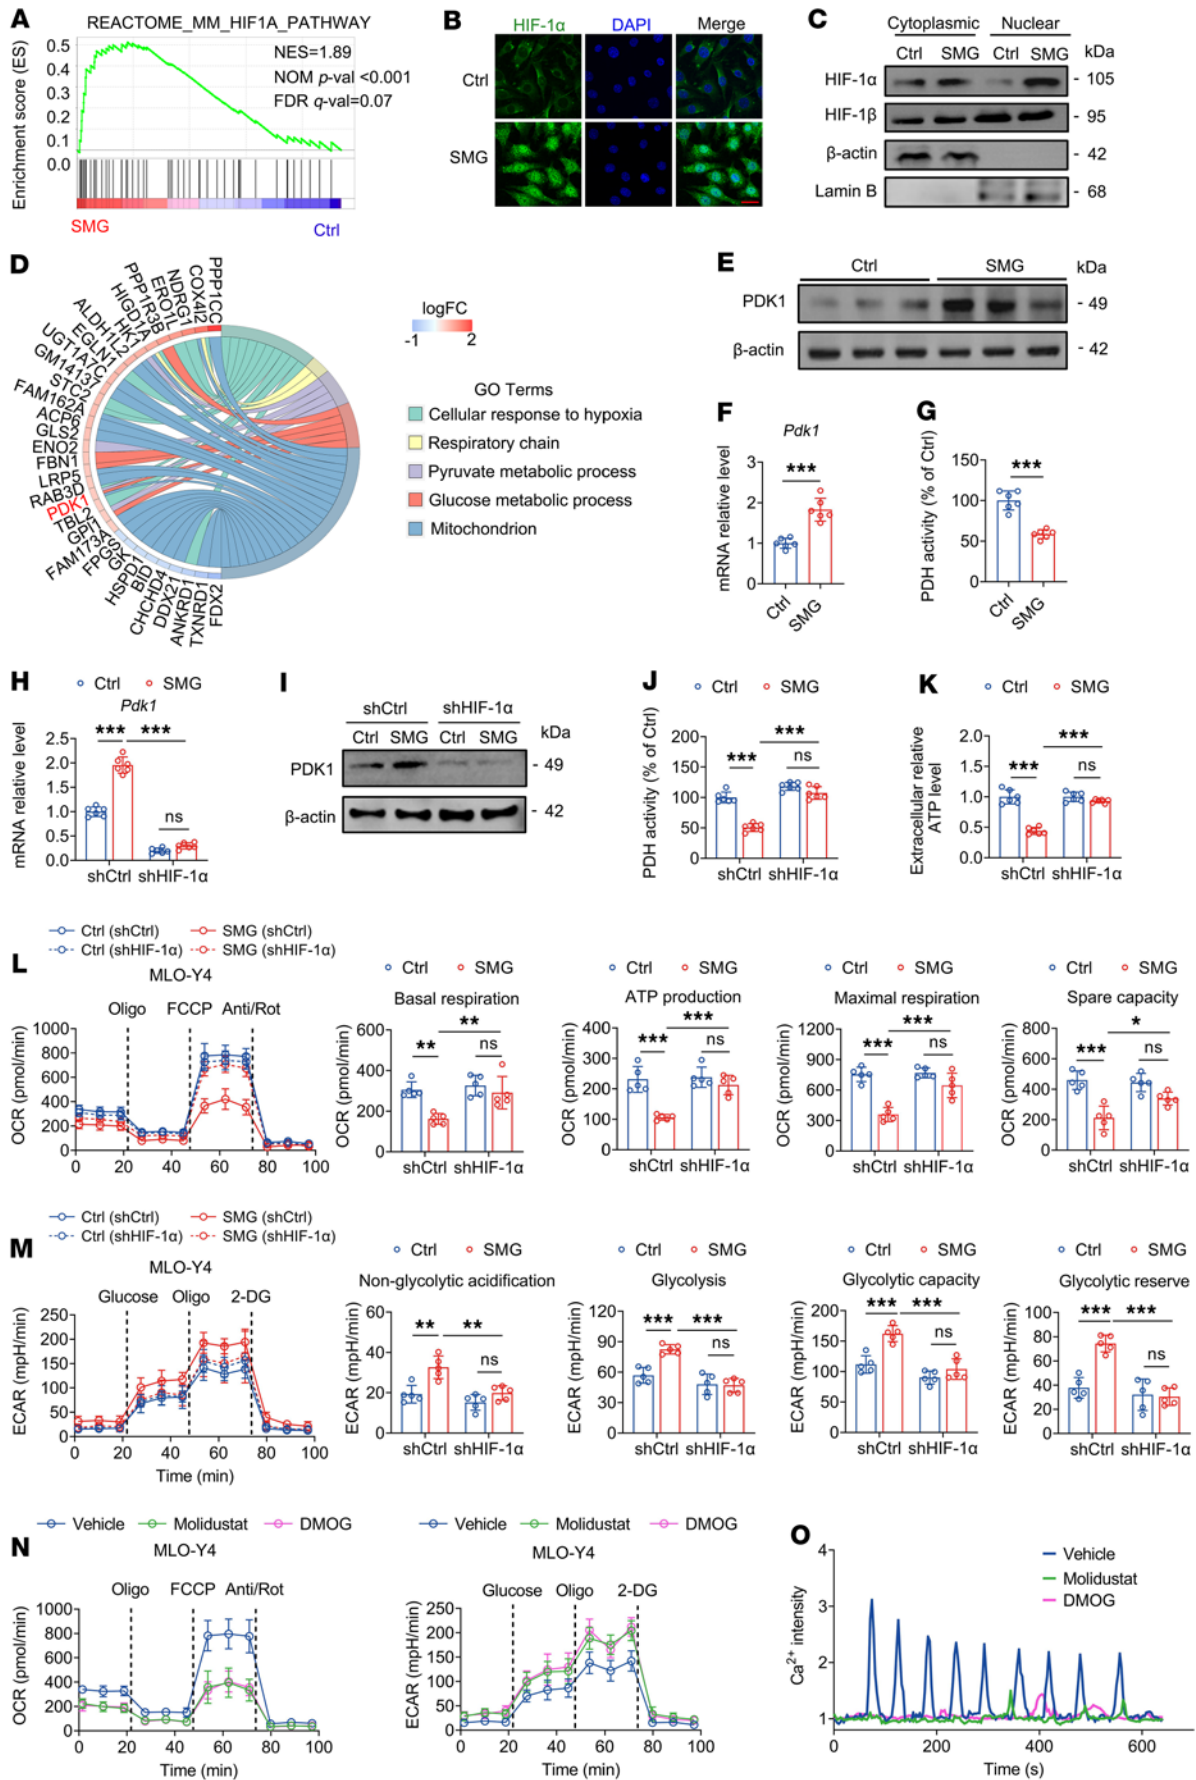 A
REACTOME_MM_HIF1A_PATHWAY
Enrichment score (ES)
0.5
0.4
0.3
0.2
0.1
0.1
0.0
NES=1.89
NOM p-val <0.001
FDR q-val=0.07
SMG
Ctrl
B
HIF-1α
DAPI
Merge
Ctrl
SMG
C
Cytoplasmic
Nuclear
Ctrl SMG Ctrl SMG kDa
HIF-1α - 105
HIF-1β - 95
β-actin - 42
Lamin B - 68
D
PPP1CC
COX4I2
NDRG1
ERO1L
PPP1R3B
HIGD1A
HK1
ALDH1L2
EGLN1
UGT1A7C
GM14137
STC2
FAM162A
ACP6
GLS2
ENO2
FBN1
LRP5
RAB3D
PDK1
TBL2
GPI1
FAM173A
FPGS
HSPD1
BID
CHCHD4
DDX21
ANKRD1
TXNRD1
FDX2
logFC
-1 2
GO Terms
Cellular response to hypoxia
Respiratory chain
Pyruvate metabolic process
Glucose metabolic process
Mitochondrion
E
Ctrl SMG kDa
PDK1 - 49
β-actin - 42
F
Pdk1
mRNA relative level
3
2
1
0
***
Ctrl
SMG
G
PDH activity (% of Ctrl)
150
100
50
0
***
Ctrl
SMG
H
Ctrl SMG
Pdk1
mRNA relative level
2.5
2.0
1.5
1.0
0.5
0.0
*** ***
ns
shCtrl shHIF-1α
I
shCtrl shHIF-1α
Ctrl SMG Ctrl SMG kDa
PDK1 - 49
β-actin - 42
J
Ctrl SMG
PDH activity (% of Ctrl)
200
150
100
50
0
***
*** ns
shCtrl shHIF-1α
K
Ctrl SMG
Extracellular relative
ATP level
2.0
1.5
1.0
0.5
0.0
***
*** ns
shCtrl shHIF-1α
L
Ctrl (shCtrl) SMG (shCtrl)
Ctrl (shHIF-1α) SMG (shHIF-1α)
MLO-Y4
Oligo FCCP Anti/Rot
OCR (pmol/min)
1000
800
600
400
200
0
0 20 40 60 80 100
Ctrl SMG
Basal respiration
OCR (pmol/min)
600
400
200
0
**
** ns
shCtrl shHIF-1α
Ctrl SMG
ATP production
OCR (pmol/min)
400
300
200
100
0
***
*** ns
shCtrl shHIF-1α
Ctrl SMG
Maximal respiration
OCR (pmol/min)
1200
900
600
300
0
***
*** ns
shCtrl shHIF-1α
Ctrl SMG
Spare capacity
OCR (pmol/min)
800
600
400
200
0
*
*** ns
shCtrl shHIF-1α
M
Ctrl (shCtrl) SMG (shCtrl)
Ctrl (shHIF-1α) SMG (shHIF-1α)
MLO-Y4
Glucose Oligo 2-DG
ECAR (mpH/min)
250
200
150
100
50
0
0 20 40 60 80 100
Time (min)
Ctrl SMG
Non-glycolytic acidification
ECAR (mpH/min)
60
40
20
0
** **
ns
shCtrl shHIF-1α
Ctrl SMG
Glycolysis
ECAR (mpH/min)
120
90
60
30
0
*** ***
ns
shCtrl shHIF-1α
Ctrl SMG
Glycolytic capacity
ECAR (mpH/min)
200
150
100
50
0
*** ***
ns
shCtrl shHIF-1α
Ctrl SMG
Glycolytic reserve
ECAR (mpH/min)
100
80
60
40
20
0
*** ***
ns
shCtrl shHIF-1α
N
Vehicle Molidustat DMOG
MLO-Y4
Oligo FCCP Anti/Rot
OCR (pmol/min)
1000
800
600
400
200
0
0 20 40 60 80 100
Time (min)
Vehicle Molidustat DMOG
MLO-Y4
Glucose Oligo 2-DG
ECAR (mpH/min)
250
200
150
100
50
0
0 20 40 60 80 100
Time (min)
O
Vehicle
Molidustat
DMOG
Ca2+ intensity
4
3
2
1
0 200 400 600
Time (s)